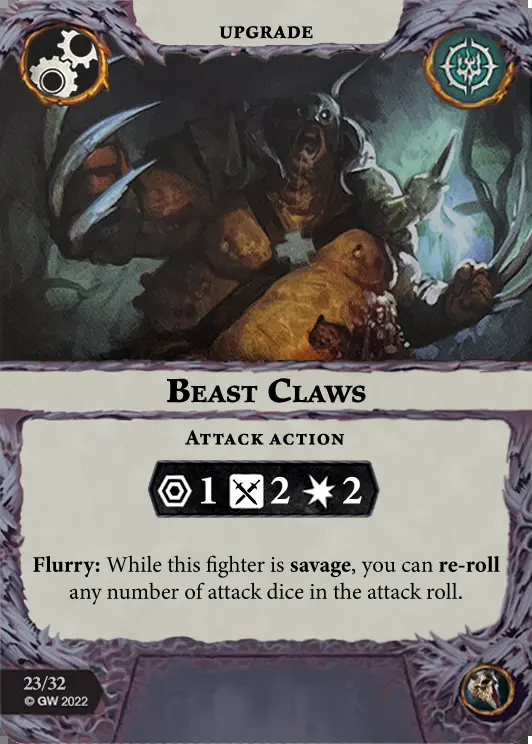 UPGRADE
BEAST CLAWS
ATTACK ACTION
1 2 2
Flurry: While this fighter is savage, you can re-roll
any number of attack dice in the attack roll.
23/32
© GW 2022